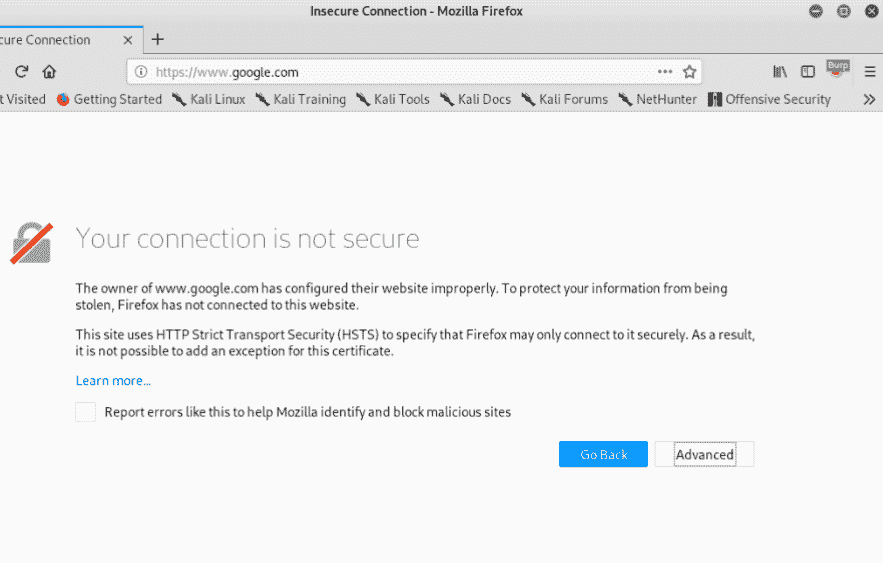 Insecure Connection - Mozilla Firefox
cure Connection
https://www.google.com
Burp
t Visited Getting Started Kali Linux Kali Training Kali Tools Kali Docs Kali Forums NetHunter Offensive Security
Your connection is not secure
The owner of www.google.com has configured their website improperly. To protect your information from being
stolen, Firefox has not connected to this website.
This site uses HTTP Strict Transport Security (HSTS) to specify that Firefox may only connect to it securely. As a result,
it is not possible to add an exception for this certificate.
Learn more...
Report errors like this to help Mozilla identify and block malicious sites
Go Back Advanced